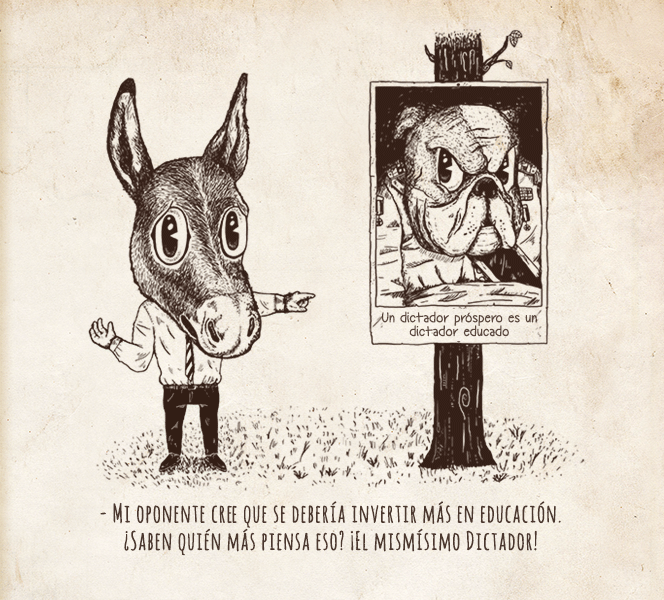 Un dictador próspero es un
dictador educado
- Mi oponente cree que se debería invertir más en educación.
¿Saben quién más piensa eso? ¡El mismísimo Dictador!